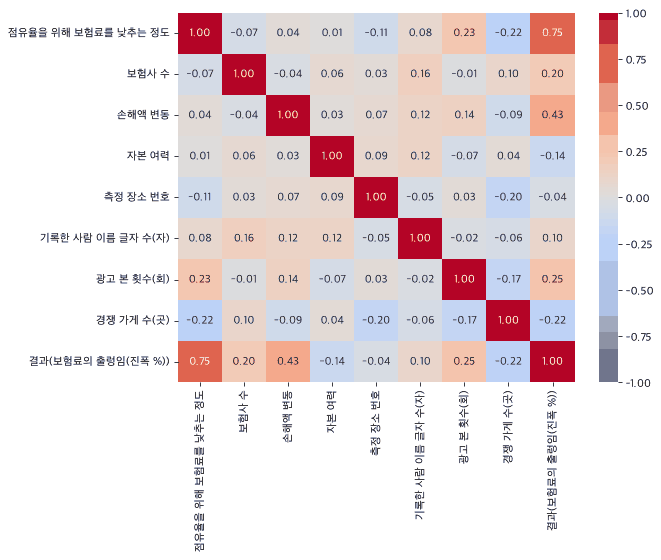 점유율을 위해 보험료를 낮추는 정도 1.00 -0.07 0.04 0.01 -0.11 0.08 0.23 -0.22 0.75
보험사 수 -0.07 1.00 -0.04 0.06 0.03 0.16 -0.01 0.10 0.20
손해액 변동 0.04 -0.04 1.00 0.03 0.07 0.12 0.14 -0.09 0.43
자본 여력 0.01 0.06 0.03 1.00 0.09 0.12 -0.07 0.04 -0.14
측정 장소 번호 -0.11 0.03 0.07 0.09 1.00 -0.05 0.03 -0.20 -0.04
기록한 사람 이름 글자 수(자) 0.08 0.16 0.12 0.12 -0.05 1.00 -0.02 -0.06 0.10
광고 본 횟수(회) 0.23 -0.01 0.14 -0.07 0.03 -0.02 1.00 -0.17 0.25
경쟁 가게 수(곳) -0.22 0.10 -0.09 0.04 -0.20 -0.06 -0.17 1.00 -0.22
결과(보험료의 출렁임(진폭 %)) 0.75 0.20 0.43 -0.14 -0.04 0.10 0.25 -0.22 1.00
점유율을 위해 보험료를 낮추는 정도
보험사 수
손해액 변동
자본 여력
측정 장소 번호
기록한 사람 이름 글자 수(자)
광고 본 횟수(회)
경쟁 가게 수(곳)
결과(보험료의 출렁임(진폭 %))
1.00
0.75
0.50
0.25
0.00
-0.25
-0.50
-0.75
-1.00